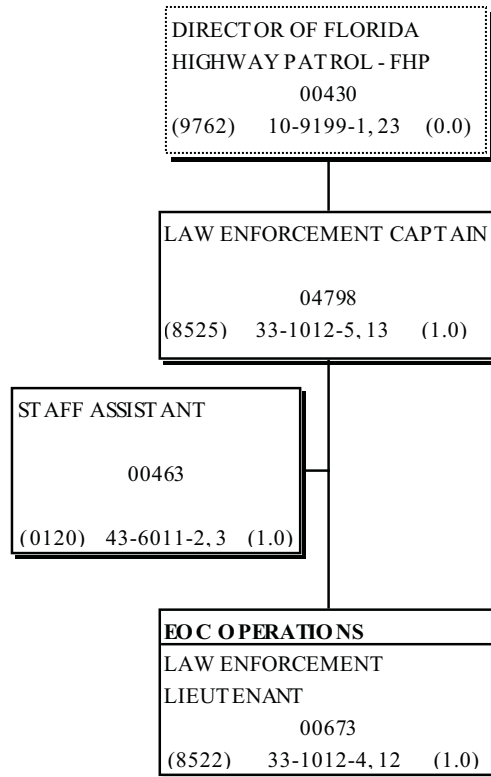 DIRECTOR OF FLORIDA
HIGHWAY PATROL - FHP
00430
(9762) 10-9199-1, 23 (0.0)
LAW ENFORCEMENT CAPTAIN
04798
(8525) 33-1012-5, 13 (1.0)
STAFF ASSISTANT
00463
(0120) 43-6011-2, 3 (1.0)
EOC OPERATIONS
LAW ENFORCEMENT
LIEUTENANT
00673
(8522) 33-1012-4, 12 (1.0)